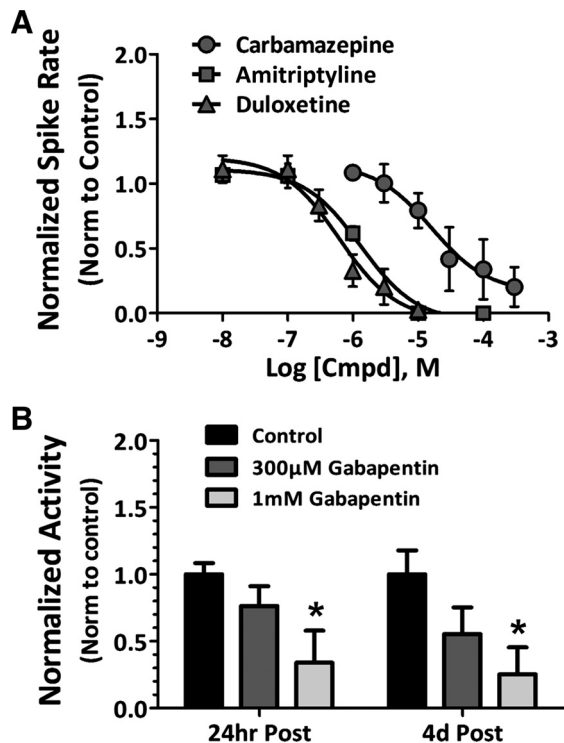 A
Carbamazepine
Amitriptyline
Duloxetine
Normalized Spike Rate
(Norm to Control)
2.0
1.5
1.0
0.5
0.0
-9 -8 -7 -6 -5 -4 -3
Log [Cmpd], M
B
Control
300µM Gabapentin
1mM Gabapentin
Normalized Activity
(Norm to control)
2.0
1.5
1.0
0.5
0.0
* *
24hr Post 4d Post